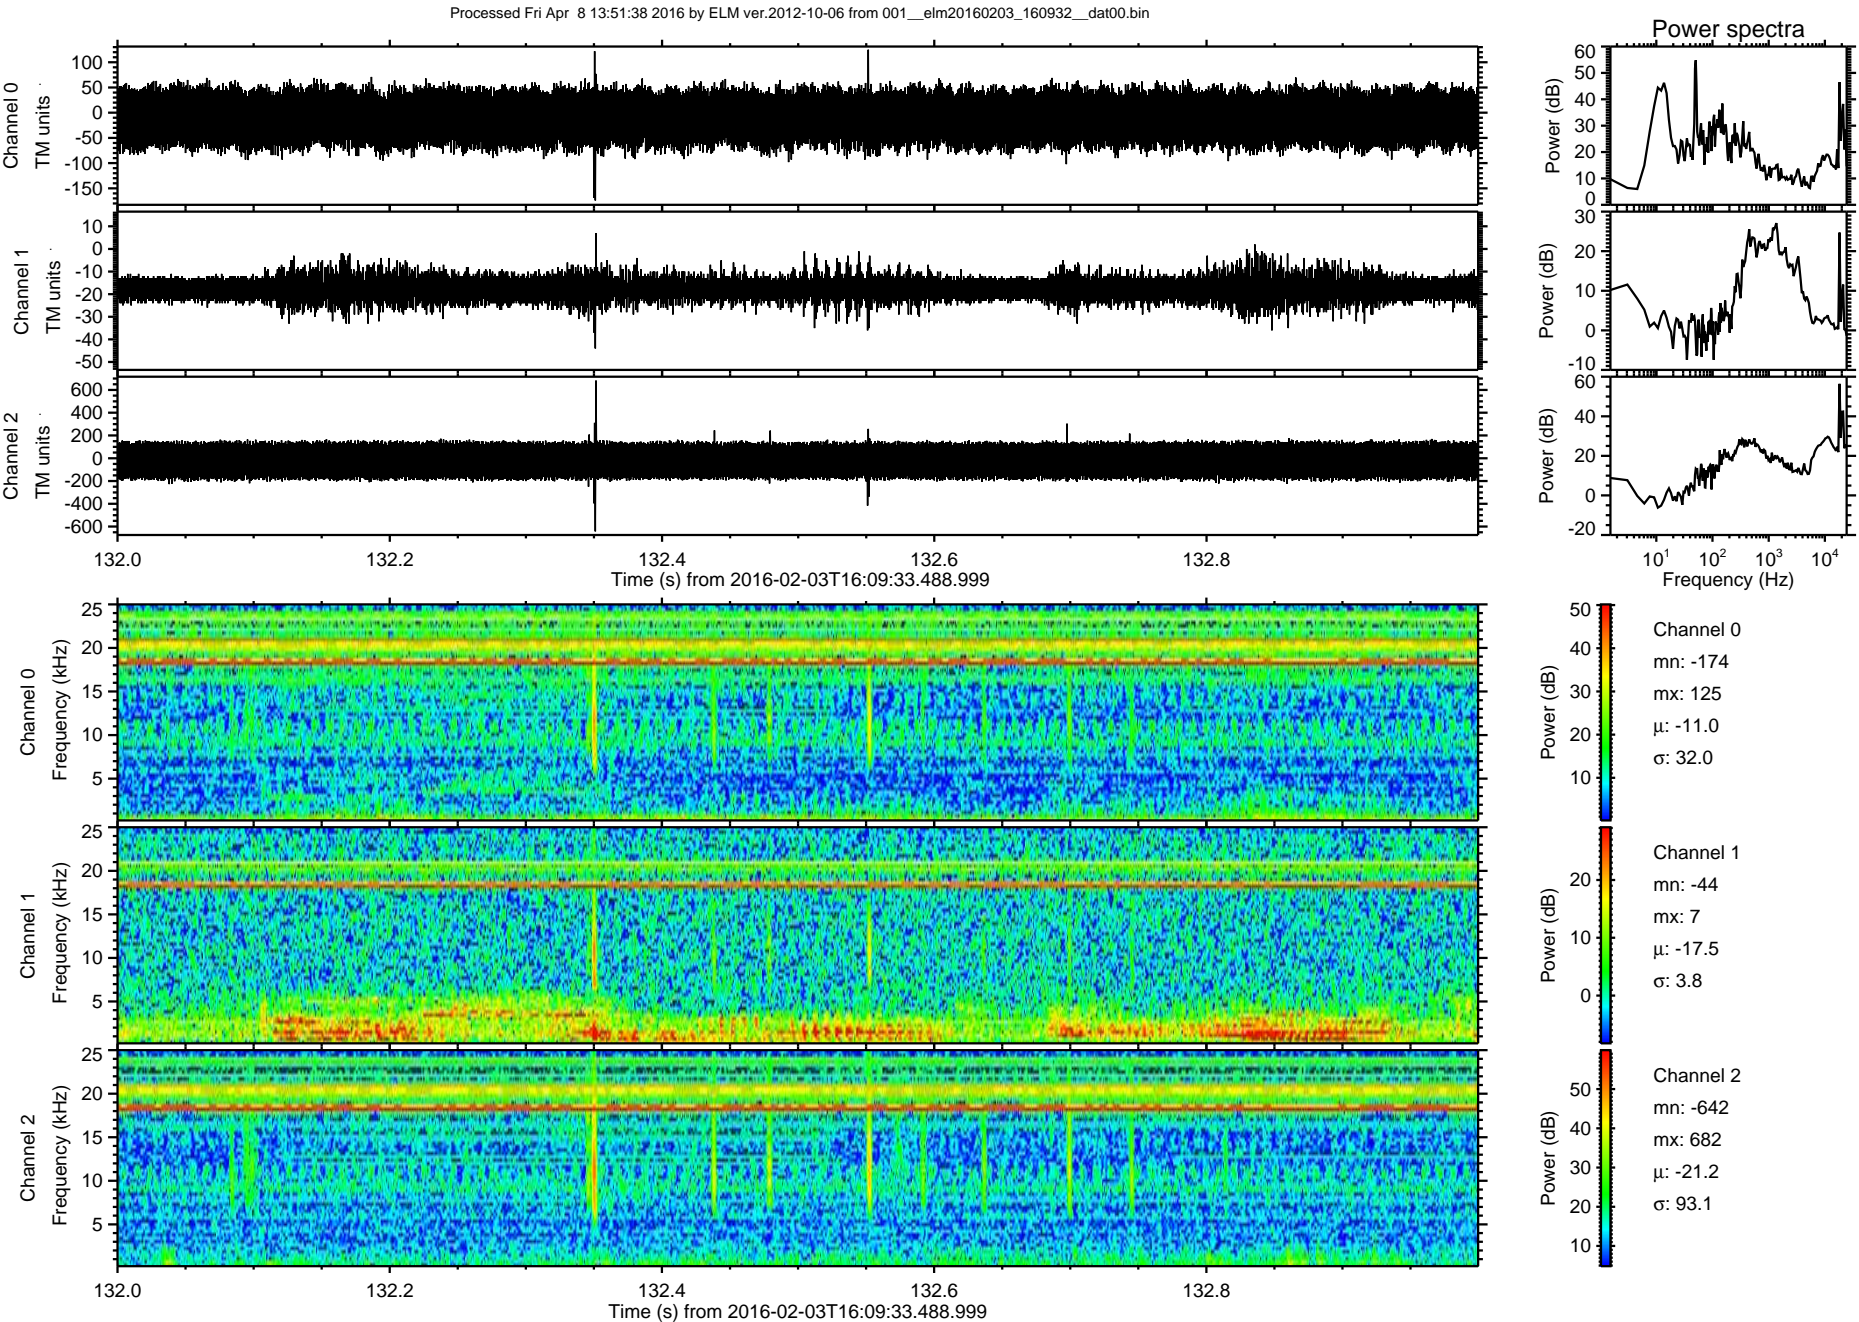 Processed Fri Apr  8 13:51:38 2016 by ELM ver.2012-10-06 from 001__elm20160203_160932__dat00.bin
Power spectra
Channel 0
TM units
100
50
0
-50
-100
-150
Power (dB)
60
50
40
30
20
10
0
Channel 1
TM units
10
0
-10
-20
-30
-40
-50
Power (dB)
30
20
10
0
-10
Channel 2
TM units
600
400
200
0
-200
-400
-600
Power (dB)
60
40
20
0
-20
132.0 132.2 132.4 132.6 132.8
Time (s) from 2016-02-03T16:09:33.488.999
10^1 10^2 10^3 10^4
Frequency (Hz)
Channel 0
Frequency (kHz)
25
20
15
10
5
Power (dB)
50
40
30
20
10
Channel 0
mn: -174
mx: 125
μ: -11.0
σ: 32.0
Channel 1
Frequency (kHz)
25
20
15
10
5
Power (dB)
20
10
0
Channel 1
mn: -44
mx: 7
μ: -17.5
σ: 3.8
Channel 2
Frequency (kHz)
25
20
15
10
5
Power (dB)
50
40
30
20
10
Channel 2
mn: -642
mx: 682
μ: -21.2
σ: 93.1
132.0 132.2 132.4 132.6 132.8
Time (s) from 2016-02-03T16:09:33.488.999